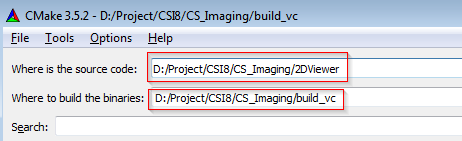 CMake 3.5.2 - D:/Project/CSI8/CS_Imaging/build_vc
File Tools Options Help
Where is the source code: D:/Project/CSI8/CS_Imaging/2DViewer
Where to build the binaries: D:/Project/CSI8/CS_Imaging/build_vc
Search: